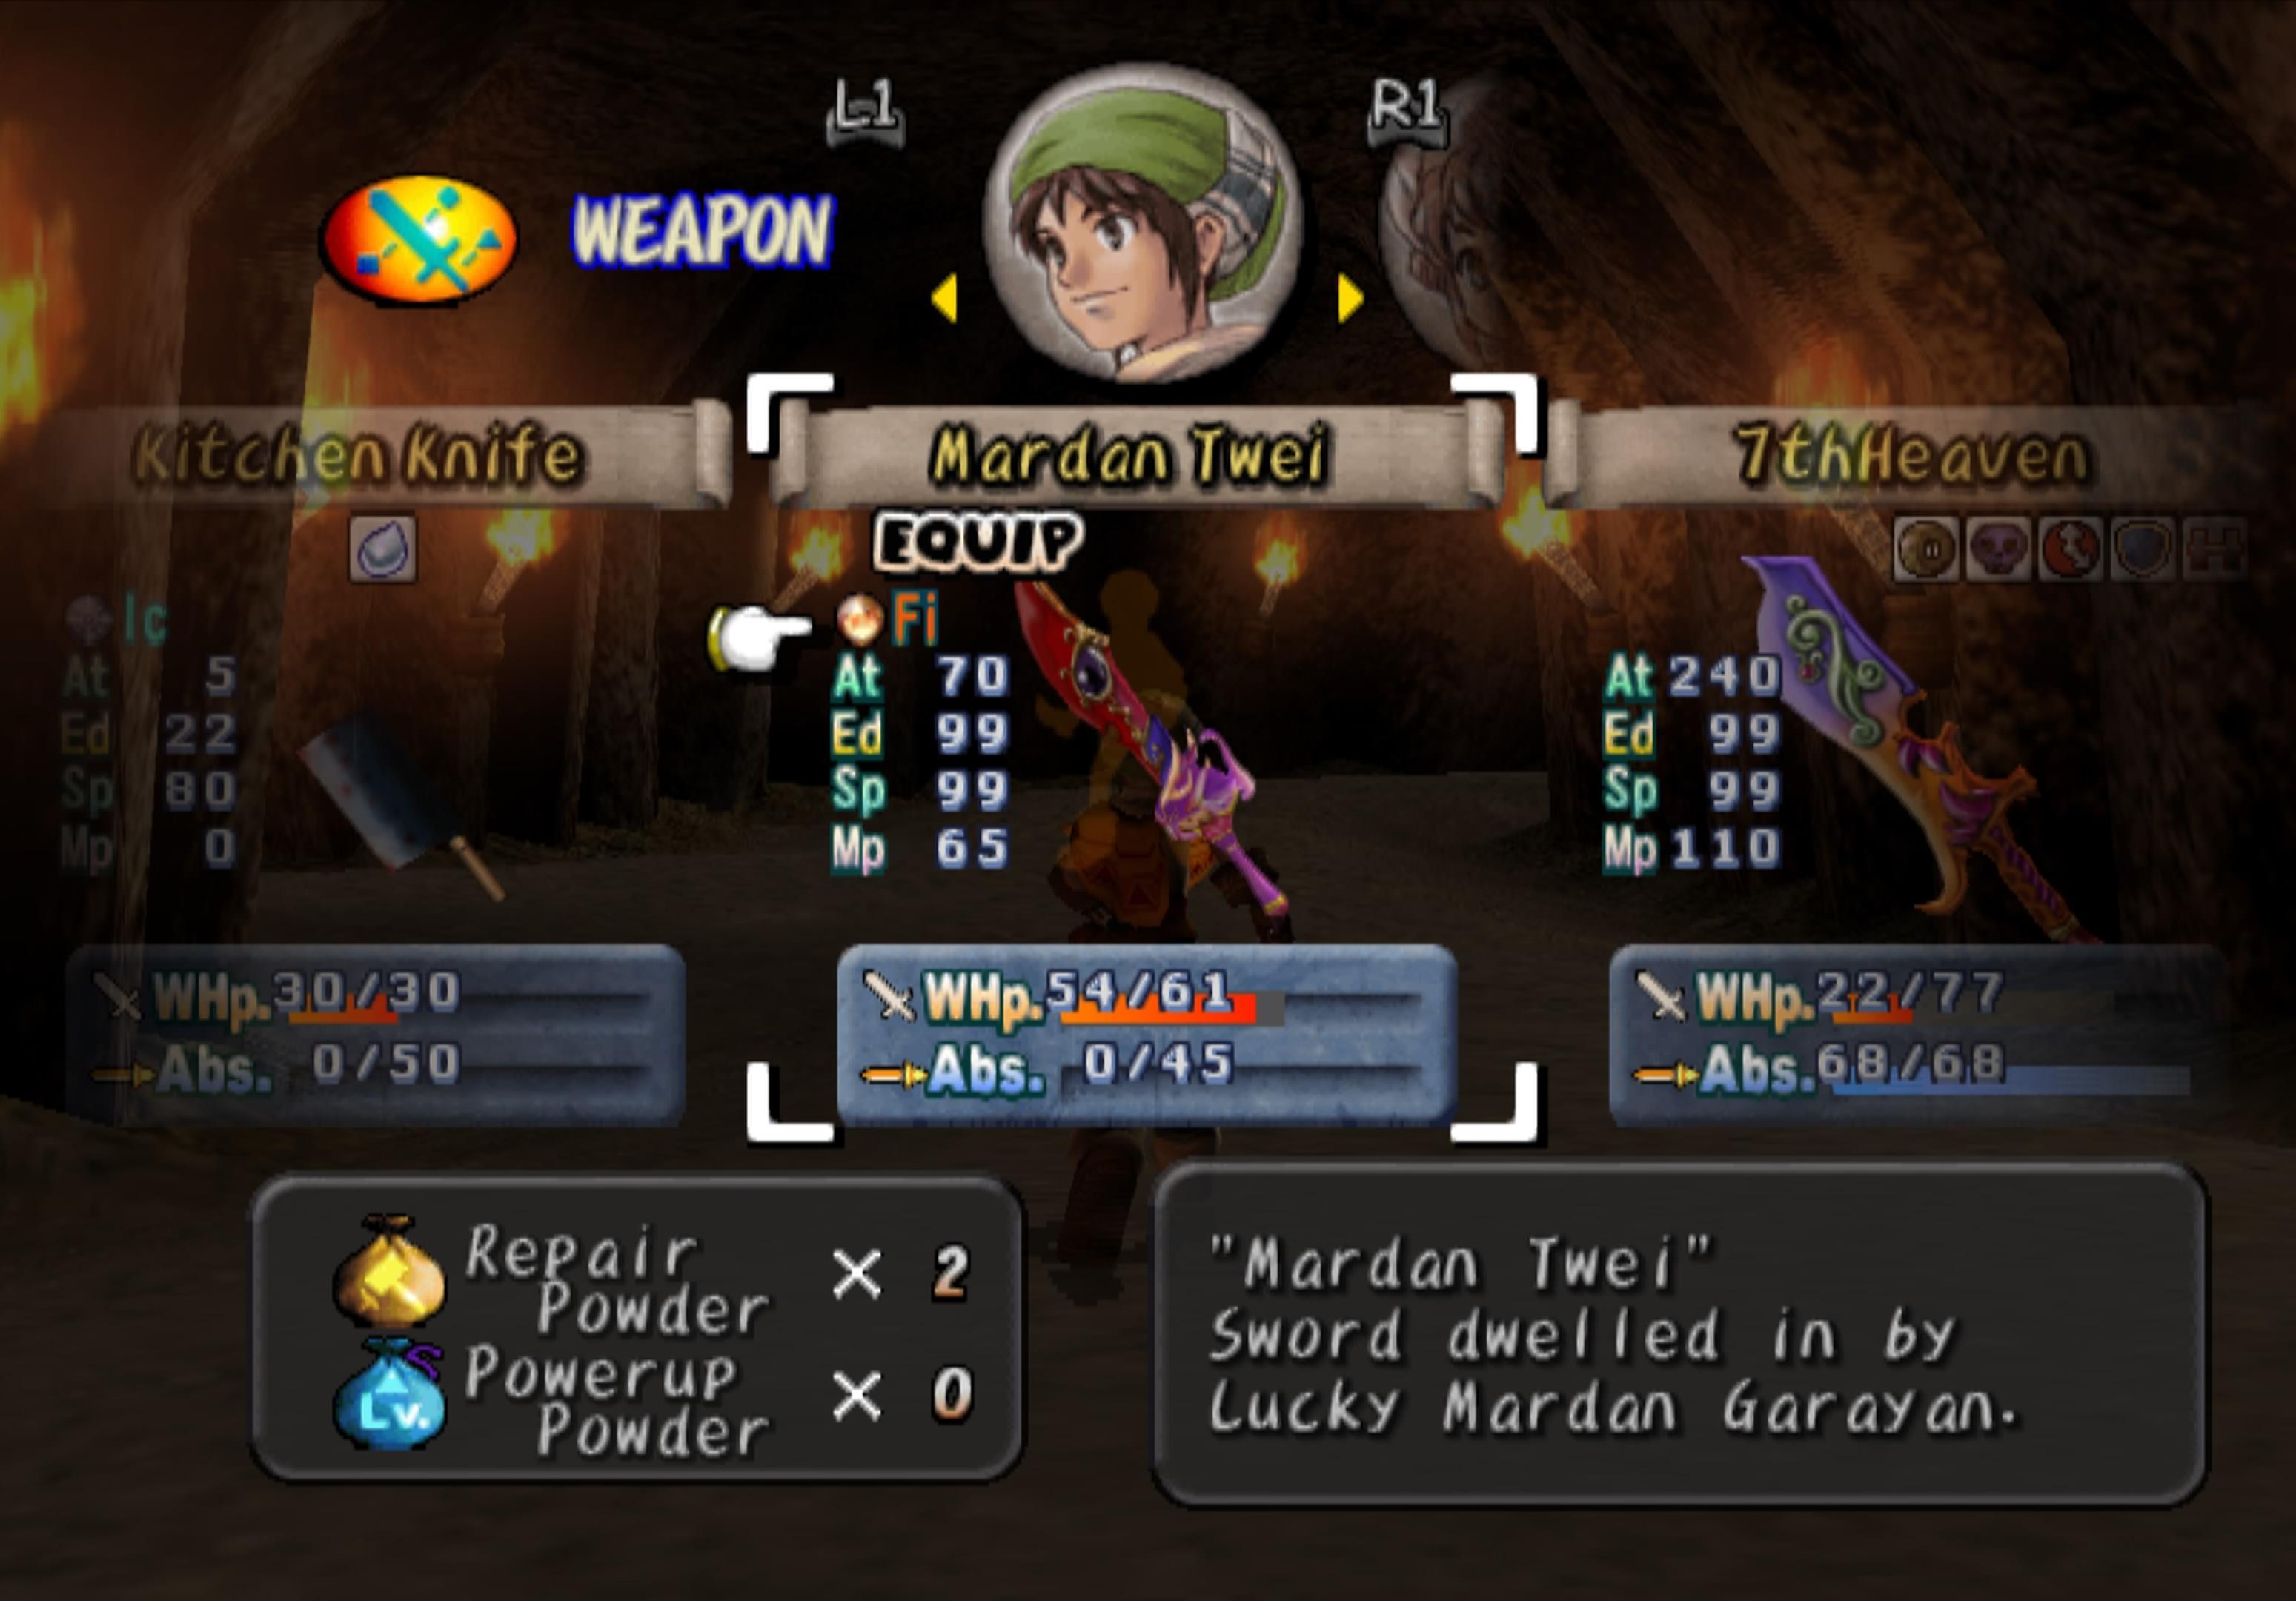 L1
R1
WEAPON
Kitchen Knife
Mardan Twei
7thHeaven
EQUIP
Ic
At 5
Ed 22
Sp 80
Mp 0
Fi
At 70
Ed 99
Sp 99
Mp 65
At 240
Ed 99
Sp 99
Mp 110
WHp. 30/30
Abs. 0/50
WHp. 54/61
Abs. 0/45
WHp. 22/77
Abs. 68/68
Repair
Powder × 2
Lv.
Powerup
Powder × 0
"Mardan Twei"
Sword dwelled in by
Lucky Mardan Garayan.